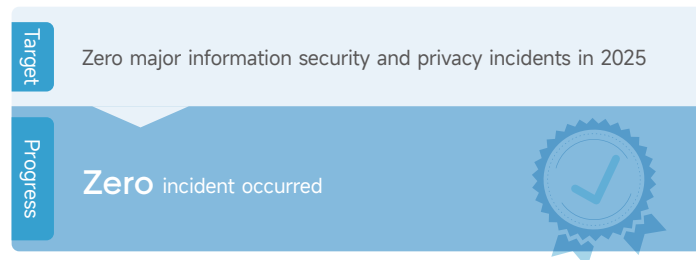 Target
Zero major information security and privacy incidents in 2025
Progress
Zero incident occurred